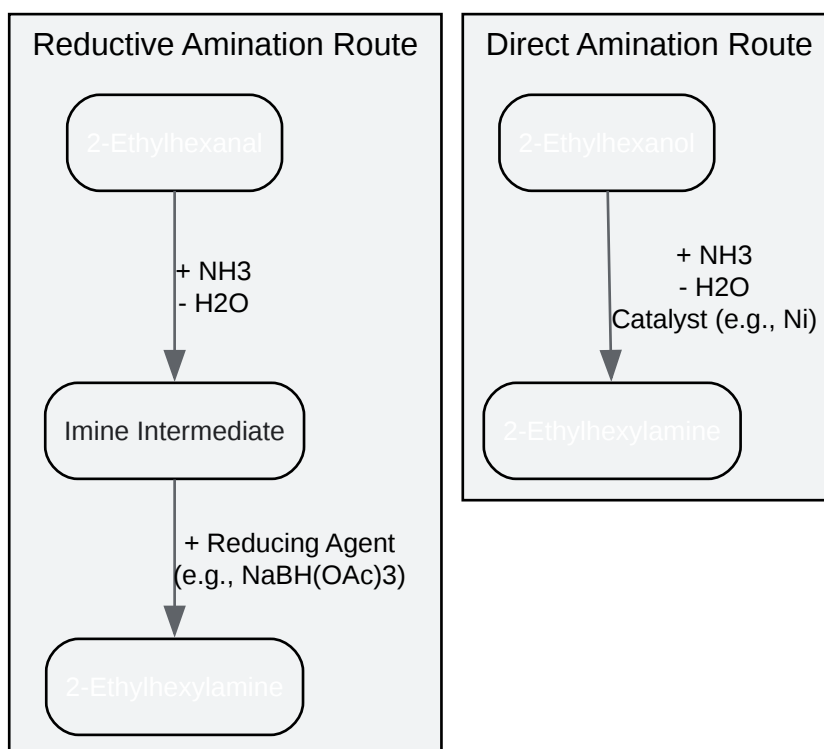 Reductive Amination Route
2-Ethylhexanal
+ NH3
- H2O
Imine Intermediate
+ Reducing Agent
(e.g., NaBH(OAc)3)
2-Ethylhexylamine
Direct Amination Route
2-Ethylhexanol
+ NH3
- H2O
Catalyst (e.g., Ni)
2-Ethylhexylamine